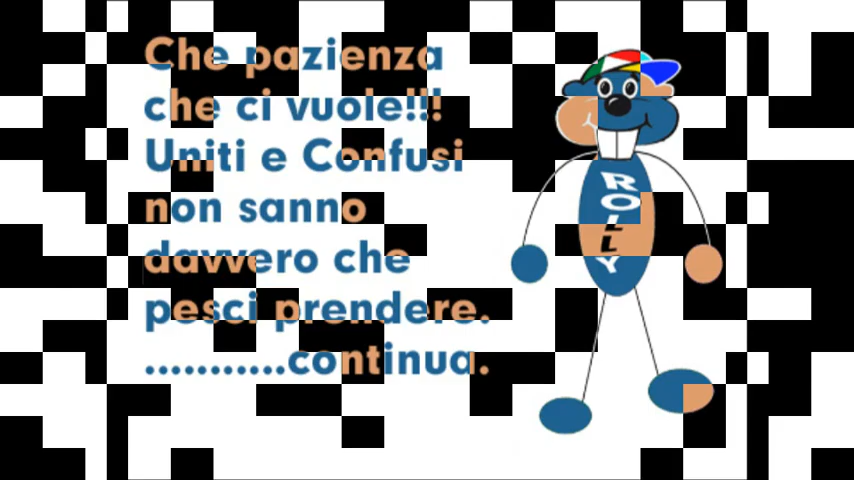 Che pazienza
che ci vuole!!!
Uniti e Confusi
non sanno
davvero che
pesci prendere.
...........continua.
ROLLY